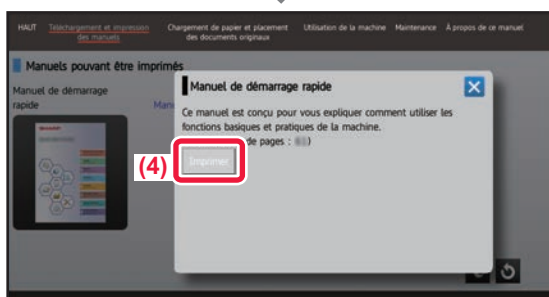 HAUT
Téléchargement et impression
des manuels
Chargement de papier et placement
des documents originaux
Utilisation de la machine
Maintenance
À propos de ce manuel
Manuels pouvant être imprimés
Manuel de démarrage
rapide
Manu
Manuel de démarrage rapide
Ce manuel est conçu pour vous expliquer comment utiliser les
fonctions basiques et pratiques de la machine.
de pages :
Imprimer
(4)
SHARP